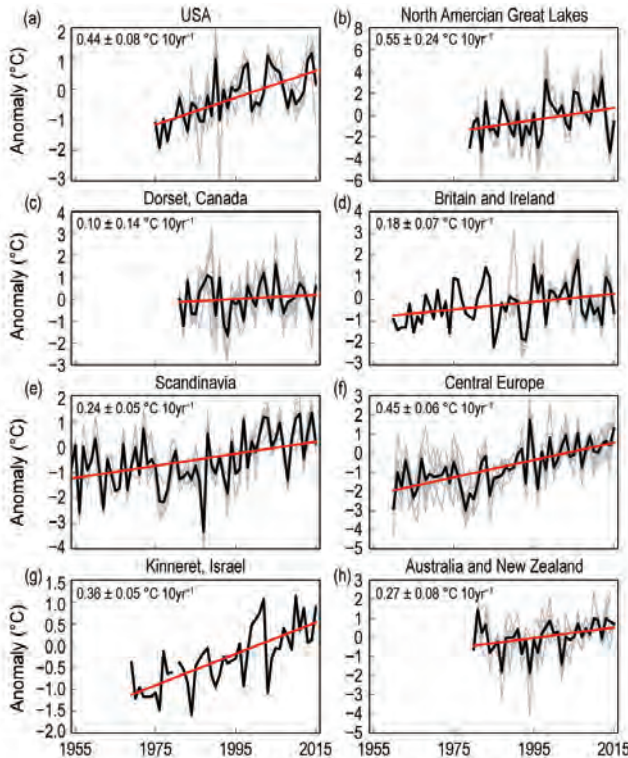 (a) USA
0.44 ± 0.08 °C 10yr⁻¹
Anomaly (°C)
2
1
0
−1
−2
−3
(b) North Amercian Great Lakes
0.55 ± 0.24 °C 10yr⁻¹
8
6
4
2
0
−2
−4
−6
(c) Dorset, Canada
0.10 ± 0.14 °C 10yr⁻¹
Anomaly (°C)
4
3
2
1
0
−1
−2
−3
(d) Britain and Ireland
0.18 ± 0.07 °C 10yr⁻¹
4
3
2
1
0
−1
−2
−3
(e) Scandinavia
0.24 ± 0.05 °C 10yr⁻¹
Anomaly (°C)
2
1
0
−1
−2
−3
−4
(f) Central Europe
0.45 ± 0.06 °C 10yr⁻¹
3
2
1
0
−1
−2
−3
−4
−5
(g) Kinneret, Israel
0.36 ± 0.05 °C 10yr⁻¹
Anomaly (°C)
1.5
1.0
0.5
0.0
−0.5
−1.0
−1.5
−2.0
1955 1975 1995 2015
(h) Australia and New Zealand
0.27 ± 0.08 °C 10yr⁻¹
4
3
2
1
0
−1
−2
−3
−4
−5
1955 1975 1995 2015